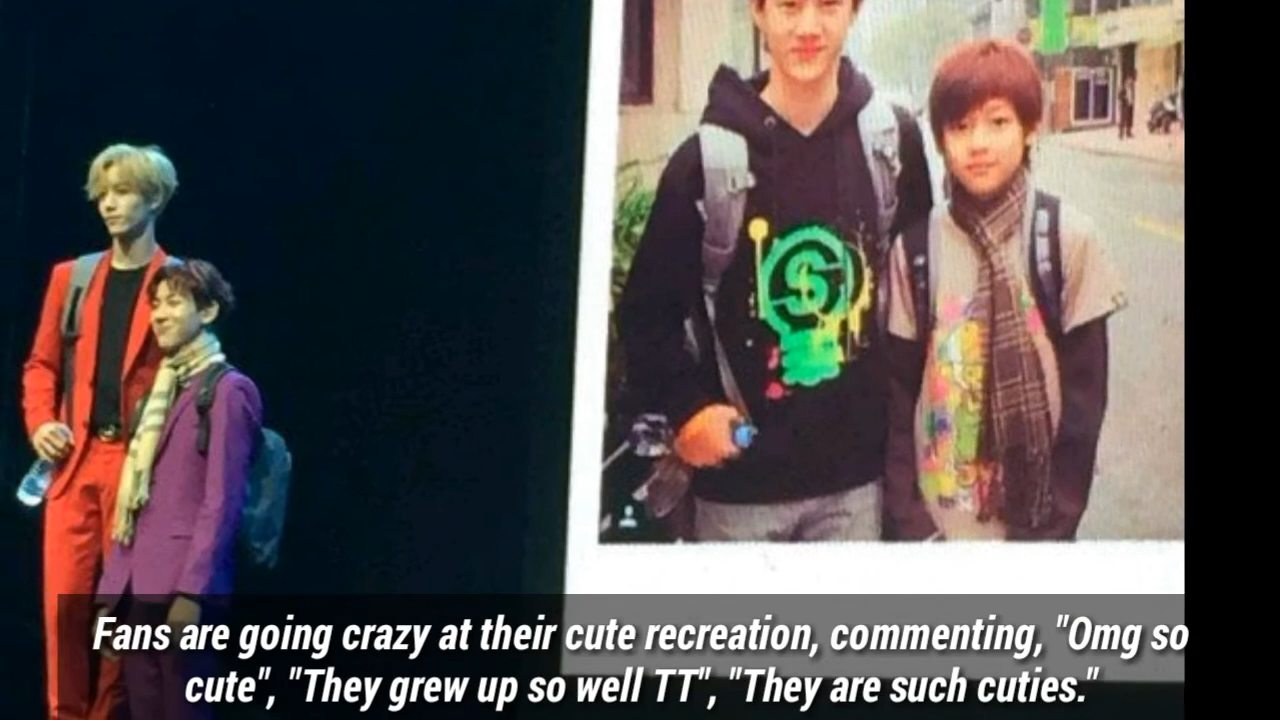 S
Fans are going crazy at their cute recreation, commenting, "Omg so
cute", "They grew up so well TT", "They are such cuties."